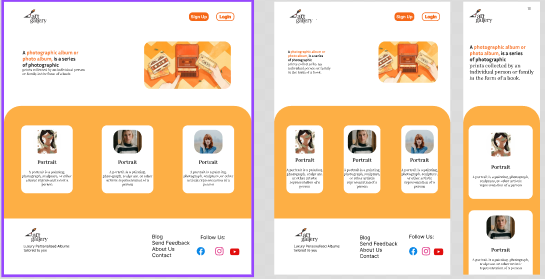 art
gallery
Sign Up
Login
A photographic album or
photo album, is a series
of photographic
prints collected by an individual
or family in the form of a book.
Portrait
A portrait is a painting,
photograph, sculpture, or other
artistic representation of a
person
Portrait
A portrait is a painting,
photograph, sculpture, or other
artistic representation of a
person
Portrait
A portrait is a painting,
photograph, sculpture, or other
artistic representation of a
person
art
gallery
Luxury Personalised Albums
tailored to you
Blog
Send Feedback
About Us
Contact
Follow Us:
art
gallery
Sign Up
Login
A photographic album or
photo album, is a series
of photographic
prints collected by an
individual or family in
the form of a book.
Portrait
A portrait is a painting,
photograph, sculpture,
or other artistic
representation of a
person
Portrait
A portrait is a painting,
photograph, sculpture,
or other artistic
representation of a
person
Portrait
A portrait is a painting,
photograph, sculpture,
or other artistic
representation of a
person
art
gallery
Luxury Personalised Albums
tailored to you
Blog
Send Feedback
About Us
Contact
Follow Us:
art
gallery
A photographic album or
photo album, is a series
of photographic
prints collected by an
individual or family in
the form of a book.
Portrait
A portrait is a painting,
photograph, sculpture, or other artistic
representation of a person
Portrait
A portrait is a painting,
photograph, sculpture, or other artistic
representation of a person